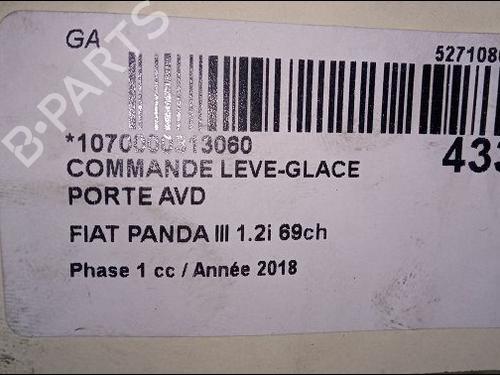 GA
527108
*1070000313060
433
COMMANDE LEVE-GLACE
PORTE AVD
FIAT PANDA III 1.2i 69ch
Phase 1 cc / Année 2018
B-PARTS